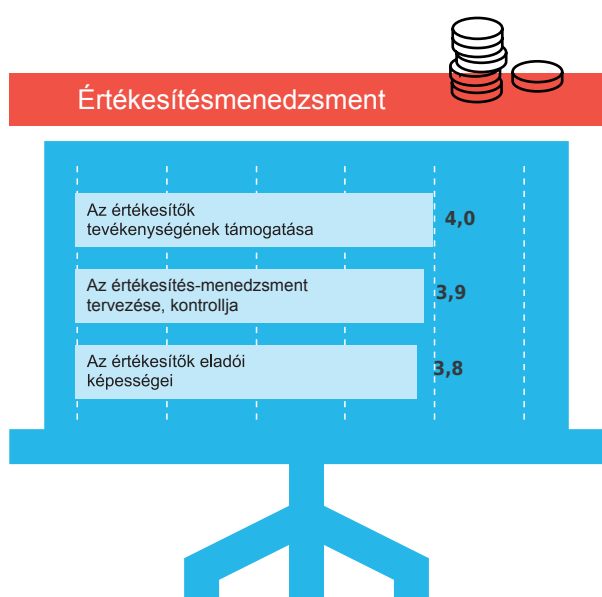 Értékesítésmenedzsment
Az értékesítők
tevékenységének támogatása
4,0
Az értékesítés-menedzsment
tervezése, kontrollja
3,9
Az értékesítők eladói
képességei
3,8